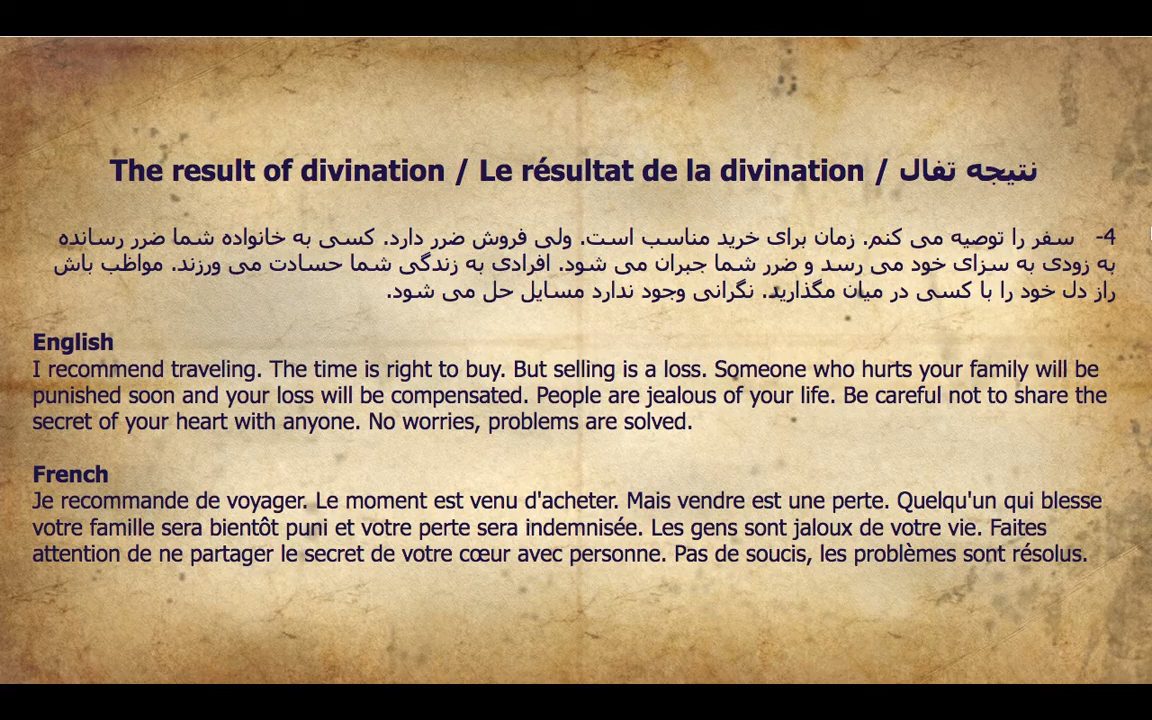 The result of divination / Le résultat de la divination / نتیجه تفال
4- سفر را توصیه می کنم. زمان برای خرید مناسب است. ولی فروش ضرر دارد. کسی به خانواده شما ضرر رسانده
به زودی به سزای خود می رسد و ضرر شما جبران می شود. افرادی به زندگی شما حسادت می ورزند. مواظب باش
راز دل خود را با کسی در میان مگذارید. نگرانی وجود ندارد مسایل حل می شود.
English
I recommend traveling. The time is right to buy. But selling is a loss. Someone who hurts your family will be
punished soon and your loss will be compensated. People are jealous of your life. Be careful not to share the
secret of your heart with anyone. No worries, problems are solved.
French
Je recommande de voyager. Le moment est venu d'acheter. Mais vendre est une perte. Quelqu'un qui blesse
votre famille sera bientôt puni et votre perte sera indemnisée. Les gens sont jaloux de votre vie. Faites
attention de ne partager le secret de votre cœur avec personne. Pas de soucis, les problèmes sont résolus.